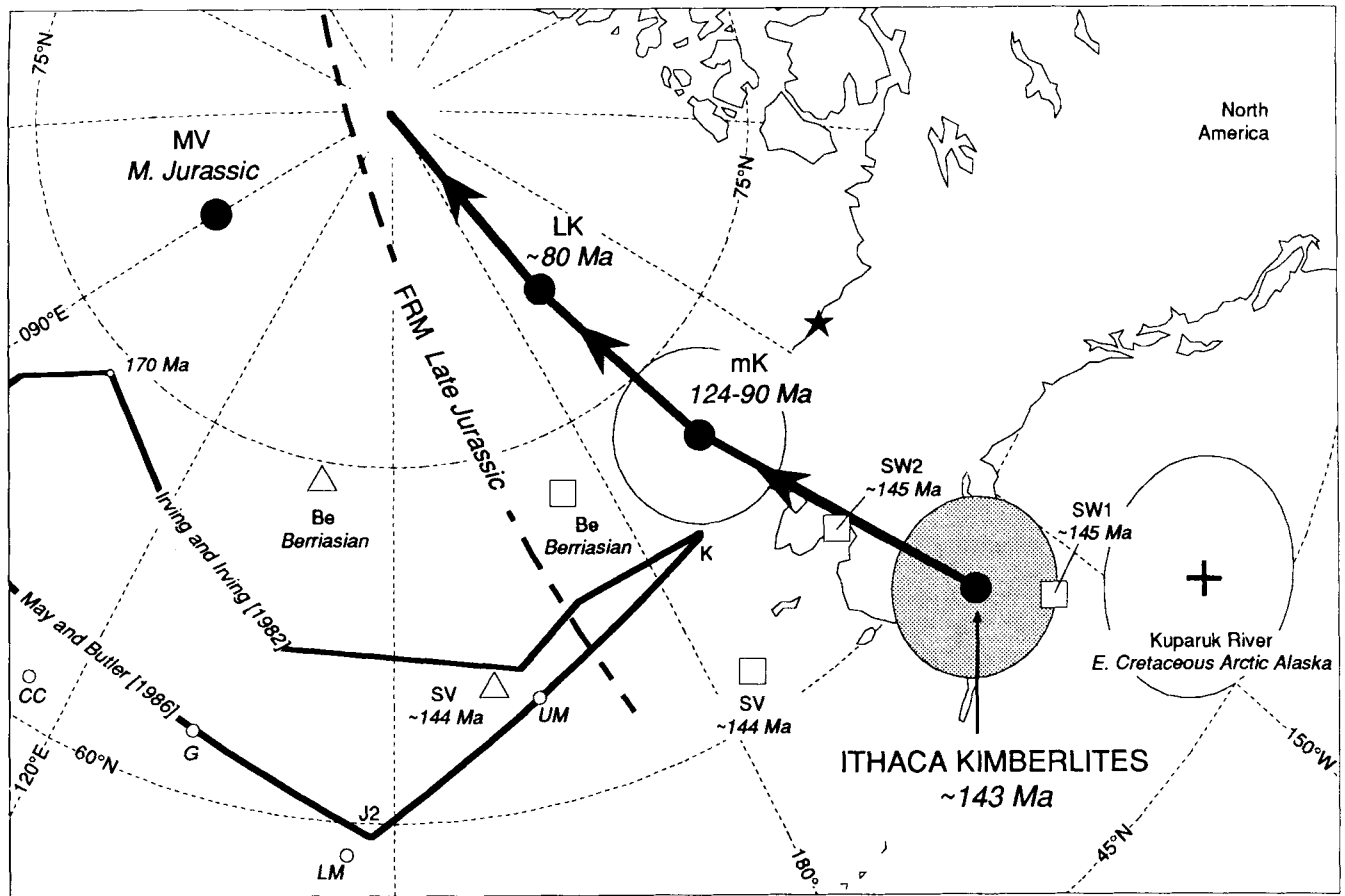 75°N
North
America
MV
M. Jurassic
75°N
LK
~80 Ma
090°E
FRM Late Jurassic
170 Ma
mK
124-90 Ma
SW2
~145 Ma
SW1
~145 Ma
Be
Berriasian
Be
Berriasian
K
Irving and Irving [1982]
Kuparuk River
E. Cretaceous Arctic Alaska
May and Butler [1986]
CC
SV
~144 Ma
UM
SV
~144 Ma
G
120°E
60°N
150°W
ITHACA KIMBERLITES
~143 Ma
J2
LM
180°
45°N